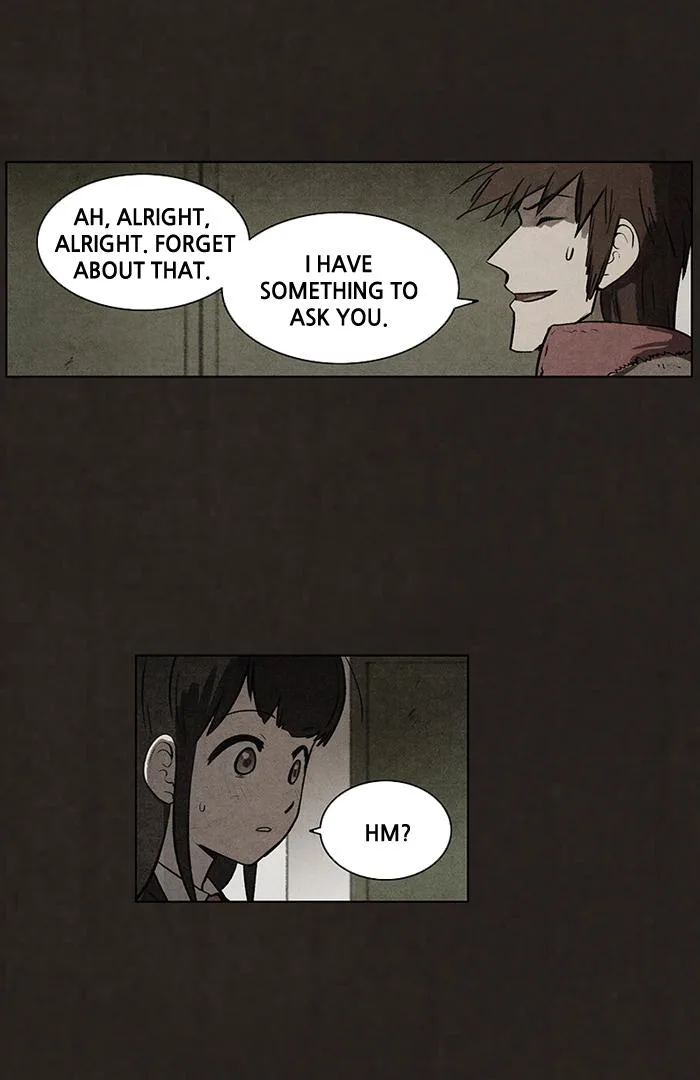 AH, ALRIGHT,
ALRIGHT. FORGET
ABOUT THAT.
I HAVE
SOMETHING TO
ASK YOU.
HM?